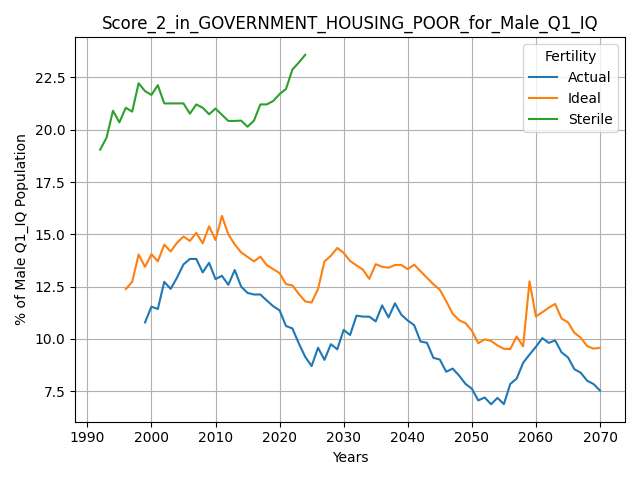 Score_2_in_GOVERNMENT_HOUSING_POOR_for_Male_Q1_IQ
Fertility
Actual
Ideal
Sterile
% of Male Q1_IQ Population
22.5
20.0
17.5
15.0
12.5
10.0
7.5
1990 2000 2010 2020 2030 2040 2050 2060 2070
Years